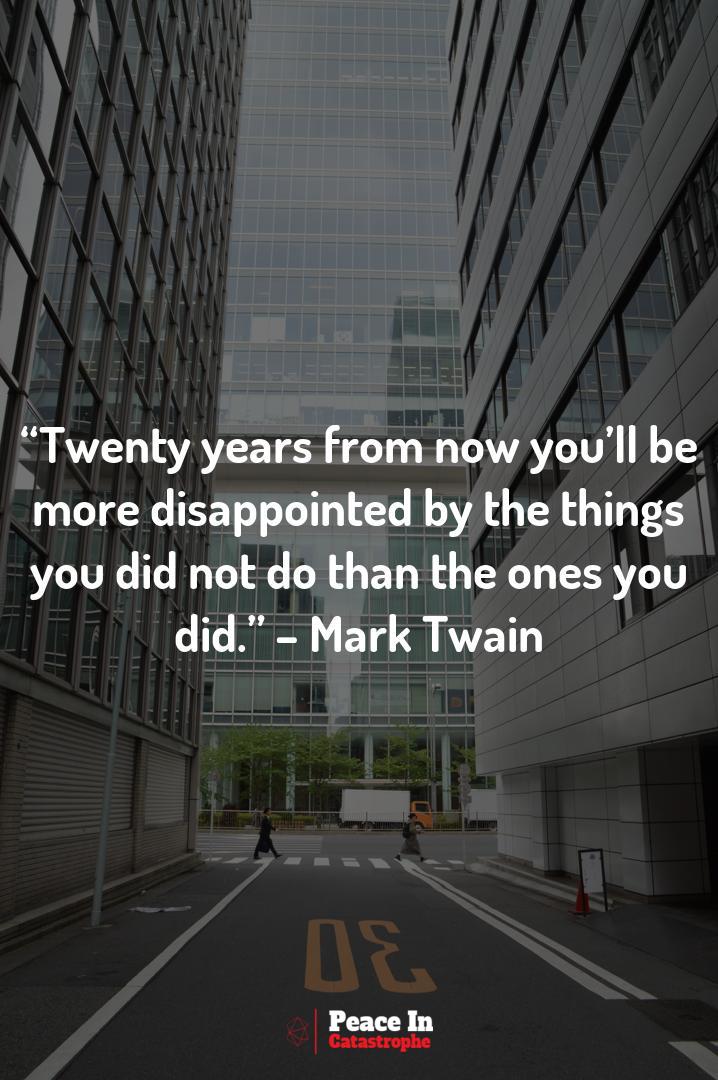 “Twenty years from now you’ll be
more disappointed by the things
you did not do than the ones you
did.” – Mark Twain
30
Peace In
Catastrophe